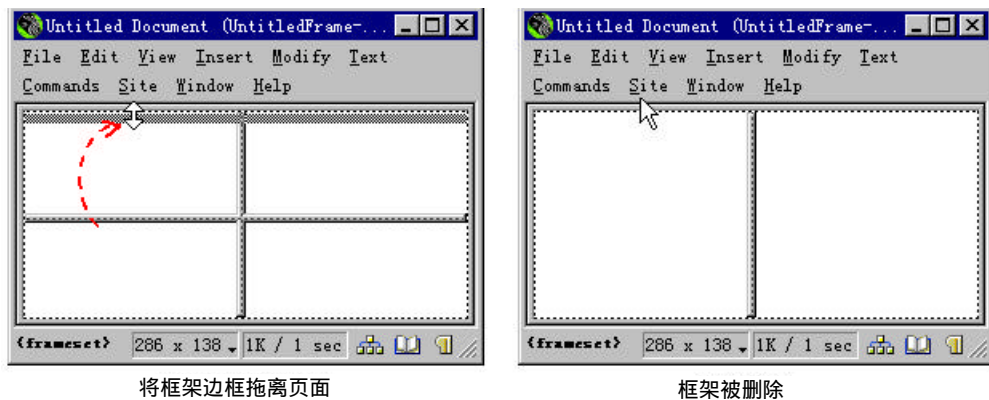 Untitled Document (UntitledFrame-...
File Edit View Insert Modify Text
Commands Site Window Help
<frameset> 286 x 138 1K / 1 sec
将框架边框拖离页面
Untitled Document (UntitledFrame-...
File Edit View Insert Modify Text
Commands Site Window Help
<frameset> 286 x 138 1K / 1 sec
框架被删除